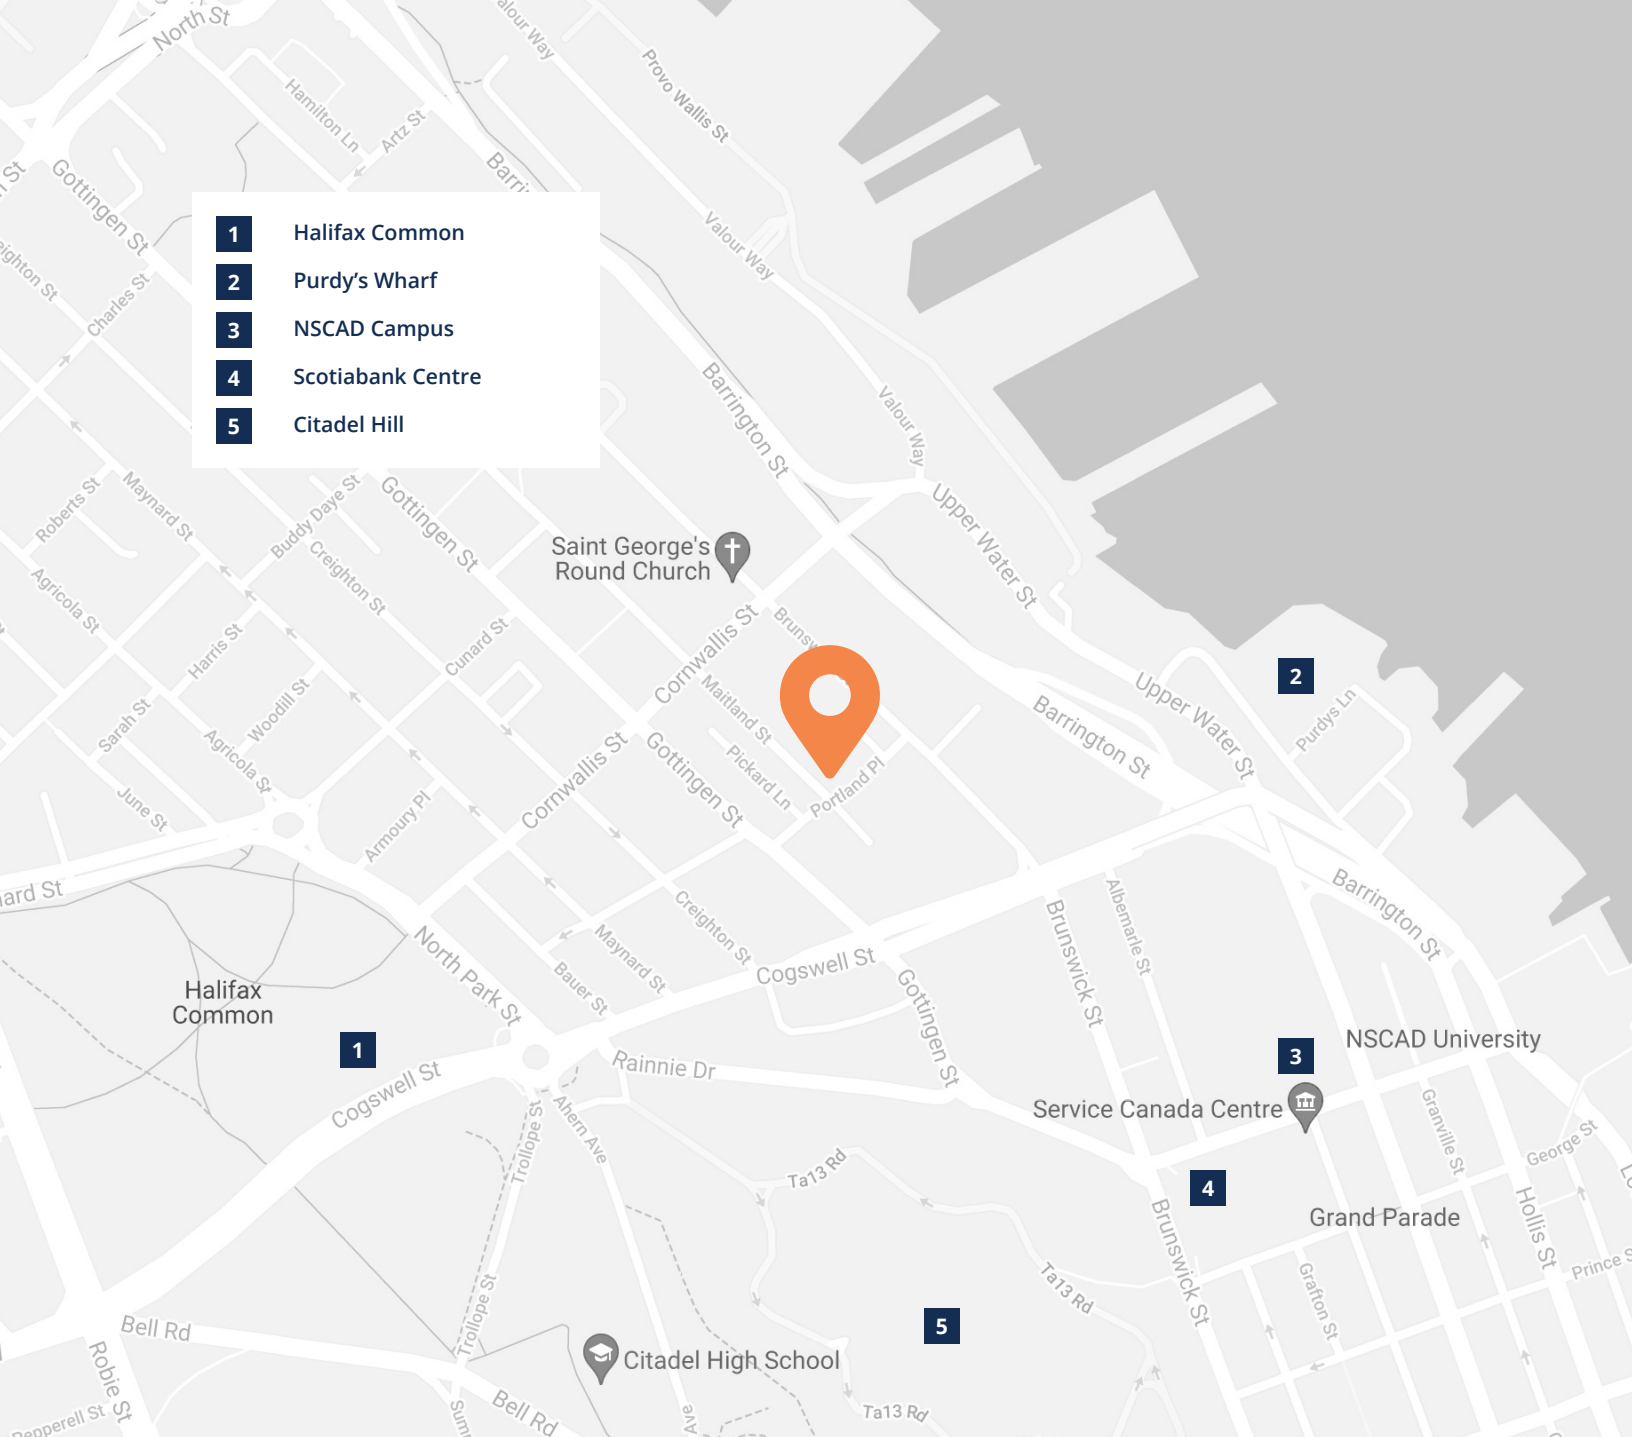 North St
Valour Way
Provo Wallis St
Hamilton Ln
Artz St
Gottingen St
Charles St
1 Halifax Common
2 Purdy’s Wharf
3 NSCAD Campus
4 Scotiabank Centre
5 Citadel Hill
Valour Way
Barrington St
Valour Way
Upper Water St
Roberts St
Maynard St
Buddy Daye St
Gottingen St
Creighton St
Agricola St
Saint George's
Round Church
Cornwallis St
Harris St
Cunard St
Woodill St
Sarah St
Agricola St
June St
Armoury Pl
Maitland St
Pickard Ln
Portland Pl
Gottingen St
Cornwallis St
Barrington St
Upper Water St
2
Purdys Ln
Barrington St
Albemarle St
Brunswick St
Creighton St
Maynard St
Bauer St
Cogswell St
Gottingen St
North Park St
Halifax
Common
1
Cogswell St
Rainnie Dr
NSCAD University
3
Service Canada Centre
Granville St
George St
Trollope St
Ahern Ave
Ta13 Rd
4
Grand Parade
Hollis St
Brunswick St
Ta13 Rd
Grafton St
Prince S
5
Trollope St
Bell Rd
Robie St
Citadel High School
Bell Rd
Ta13 Rd
Ave
Pepperell St